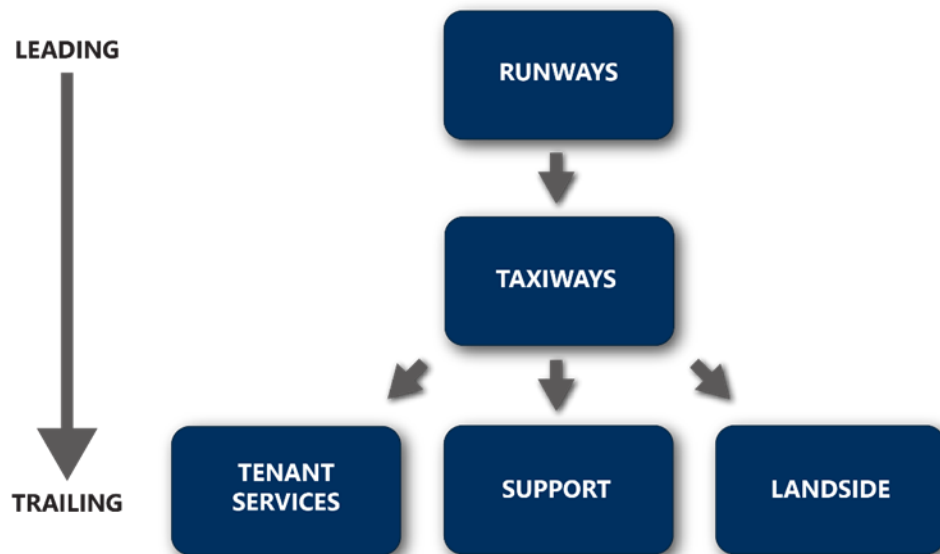 LEADING
RUNWAYS
TAXIWAYS
TENANT
SERVICES
SUPPORT
LANDSIDE
TRAILING